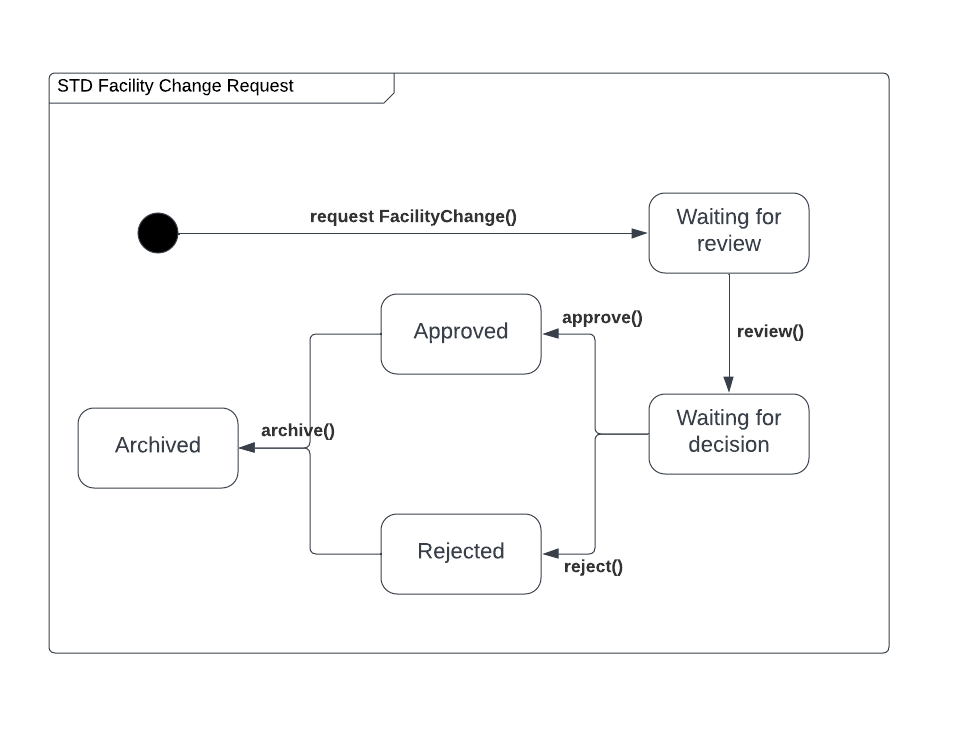 STD Facility Change Request
request FacilityChange()
Waiting for
review
Approved
approve()
review()
Archived
archive()
Waiting for
decision
Rejected
reject()